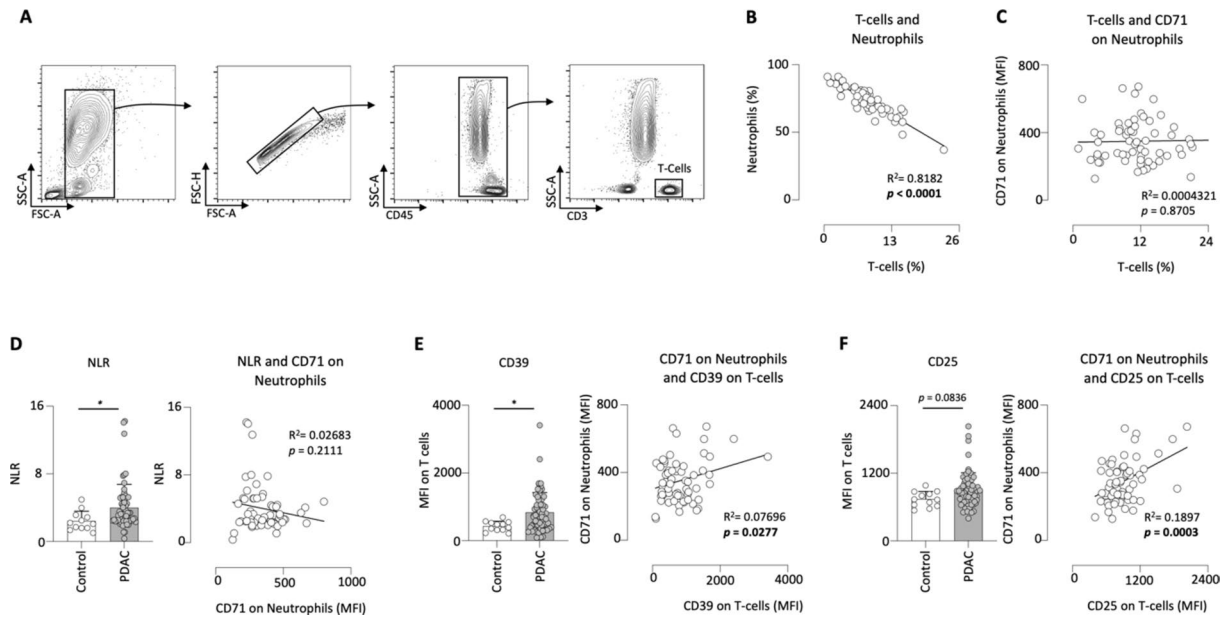 A
SSC-A
FSC-A
FSC-H
FSC-A
SSC-A
CD45
SSC-A
CD3
T-Cells
B
T-cells and
Neutrophils
Neutrophils (%)
100
50
0
R²= 0.8182
p < 0.0001
0 13 26
T-cells (%)
C
T-cells and CD71
on Neutrophils
CD71 on Neutrophils (MFI)
800
400
0
R²= 0.0004321
p = 0.8705
0 12 24
T-cells (%)
D
NLR
NLR
16
8
0
*
Control
PDAC
NLR and CD71 on
Neutrophils
NLR
16
8
0
R²= 0.02683
p = 0.2111
0 500 1000
CD71 on Neutrophils (MFI)
E
CD39
MFI on T cells
4000
2000
0
*
Control
PDAC
CD71 on Neutrophils
and CD39 on T-cells
CD71 on Neutrophils (MFI)
800
400
0
R²= 0.07696
p = 0.0277
0 2000 4000
CD39 on T-cells (MFI)
F
CD25
MFI on T cells
2400
1200
0
p = 0.0836
Control
PDAC
CD71 on Neutrophils
and CD25 on T-cells
CD71 on Neutrophils (MFI)
800
400
0
R²= 0.1897
p = 0.0003
0 1200 2400
CD25 on T-cells (MFI)